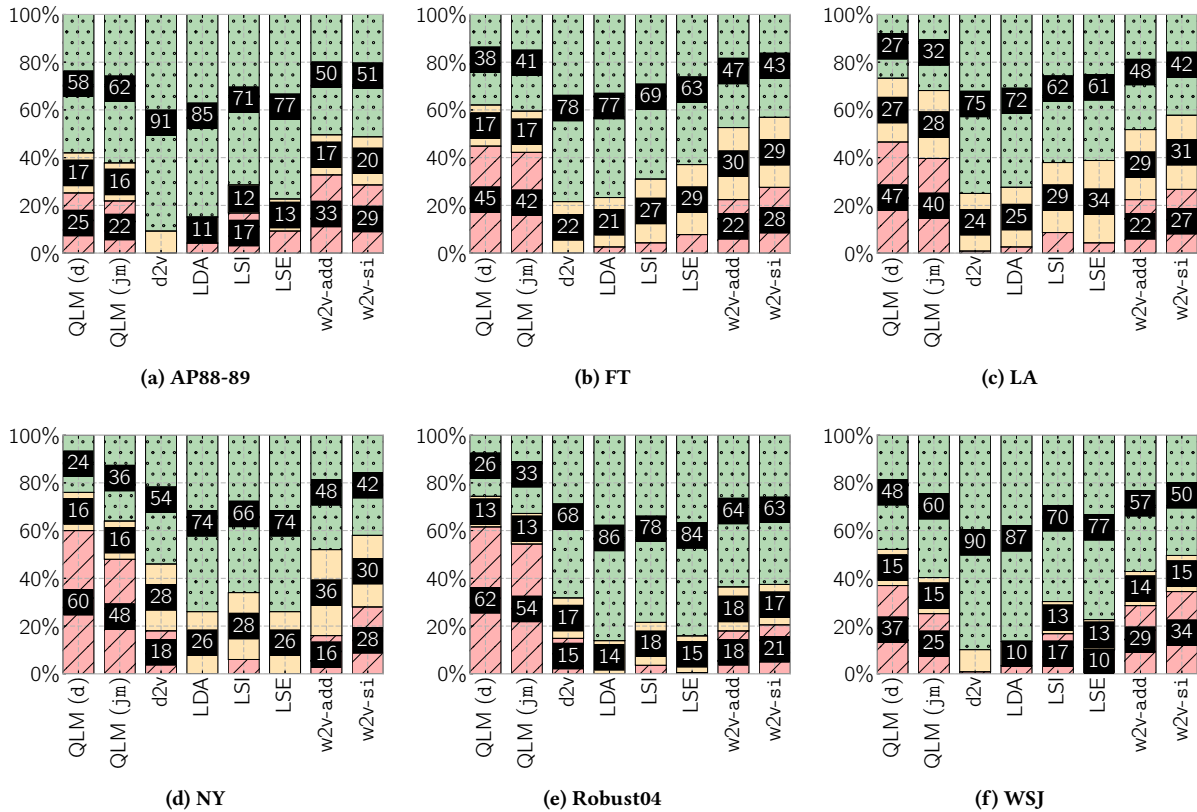 100%
80%
60%
40%
20%
0%
58 62 91 85 71 77 50 51
17 16 12 17 20
25 22 11 17 13 33 29
QLM (d) QLM (jm) d2v LDA LSI LSE w2v-add w2v-si
(a) AP88-89
100%
80%
60%
40%
20%
0%
38 41 78 77 69 63 47 43
17 17 30 29
45 42 22 21 27 29 22 28
QLM (d) QLM (jm) d2v LDA LSI LSE w2v-add w2v-si
(b) FT
100%
80%
60%
40%
20%
0%
27 32 75 72 62 61 48 42
27 28 29 31
47 40 24 25 29 34 22 27
QLM (d) QLM (jm) d2v LDA LSI LSE w2v-add w2v-si
(c) LA
100%
80%
60%
40%
20%
0%
24 36 54 74 66 74 48 42
16 16 28 36 30
60 48 18 26 28 26 16 28
QLM (d) QLM (jm) d2v LDA LSI LSE w2v-add w2v-si
(d) NY
100%
80%
60%
40%
20%
0%
26 33 68 86 78 84 64 63
13 13 17 18 17
62 54 15 14 18 15 18 21
QLM (d) QLM (jm) d2v LDA LSI LSE w2v-add w2v-si
(e) Robust04
100%
80%
60%
40%
20%
0%
48 60 90 87 70 77 57 50
15 15 13 13 14 15
37 25 10 17 10 29 34
QLM (d) QLM (jm) d2v LDA LSI LSE w2v-add w2v-si
(f) WSJ